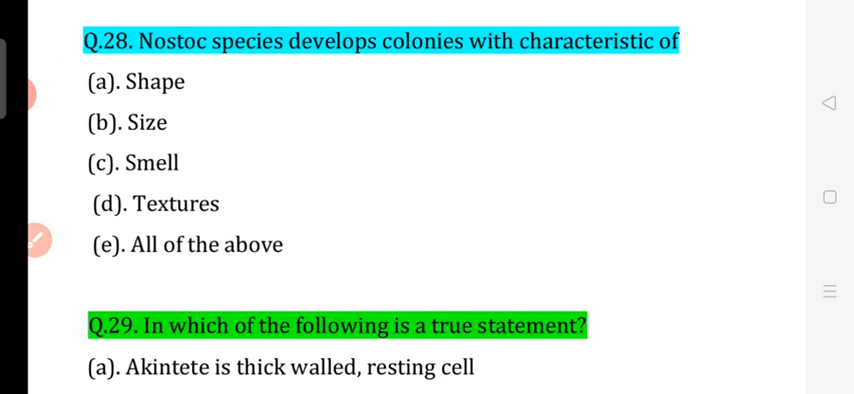 Q.28. Nostoc species develops colonies with characteristic of
(a). Shape
(b). Size
(c). Smell
(d). Textures
(e). All of the above
Q.29. In which of the following is a true statement?
(a). Akintete is thick walled, resting cell